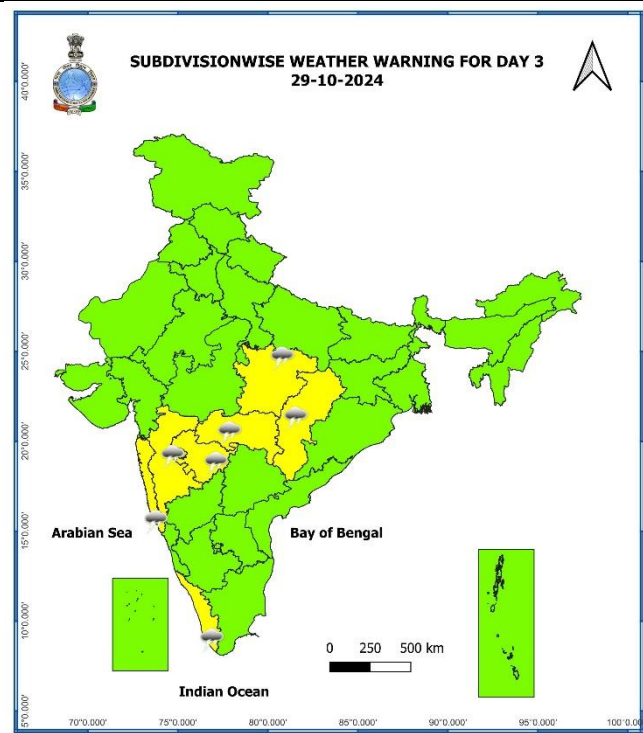 SUBDIVISIONWISE WEATHER WARNING FOR DAY 3
29-10-2024
40°0.000'
35°0.000'
30°0.000'
25°0.000'
20°0.000'
15°0.000'
10°0.000'
5°0.000'
Arabian Sea
Bay of Bengal
0 250 500 km
Indian Ocean
70°0.000' 75°0.000' 80°0.000' 85°0.000' 90°0.000' 95°0.000' 100°0.0